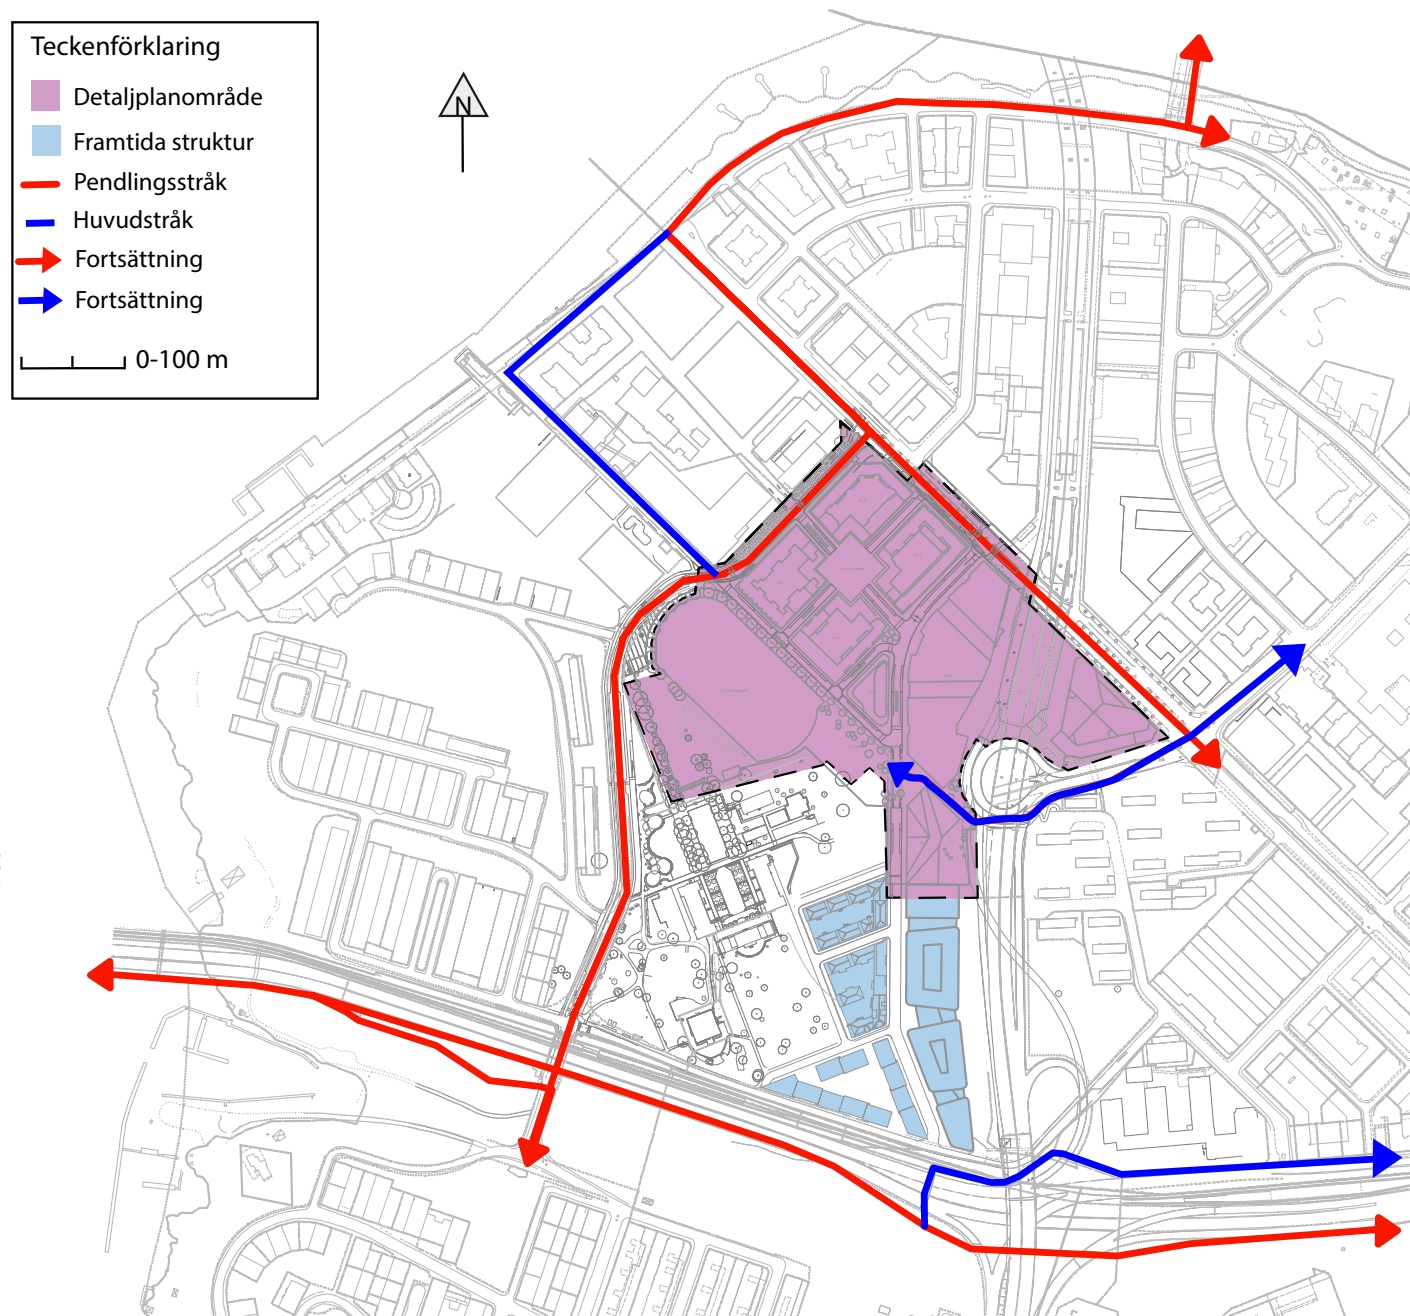 Teckenförklaring
Detaljplanområde
Framtida struktur
Pendlingsstråk
Huvudstråk
Fortsättning
Fortsättning
0-100 m
N